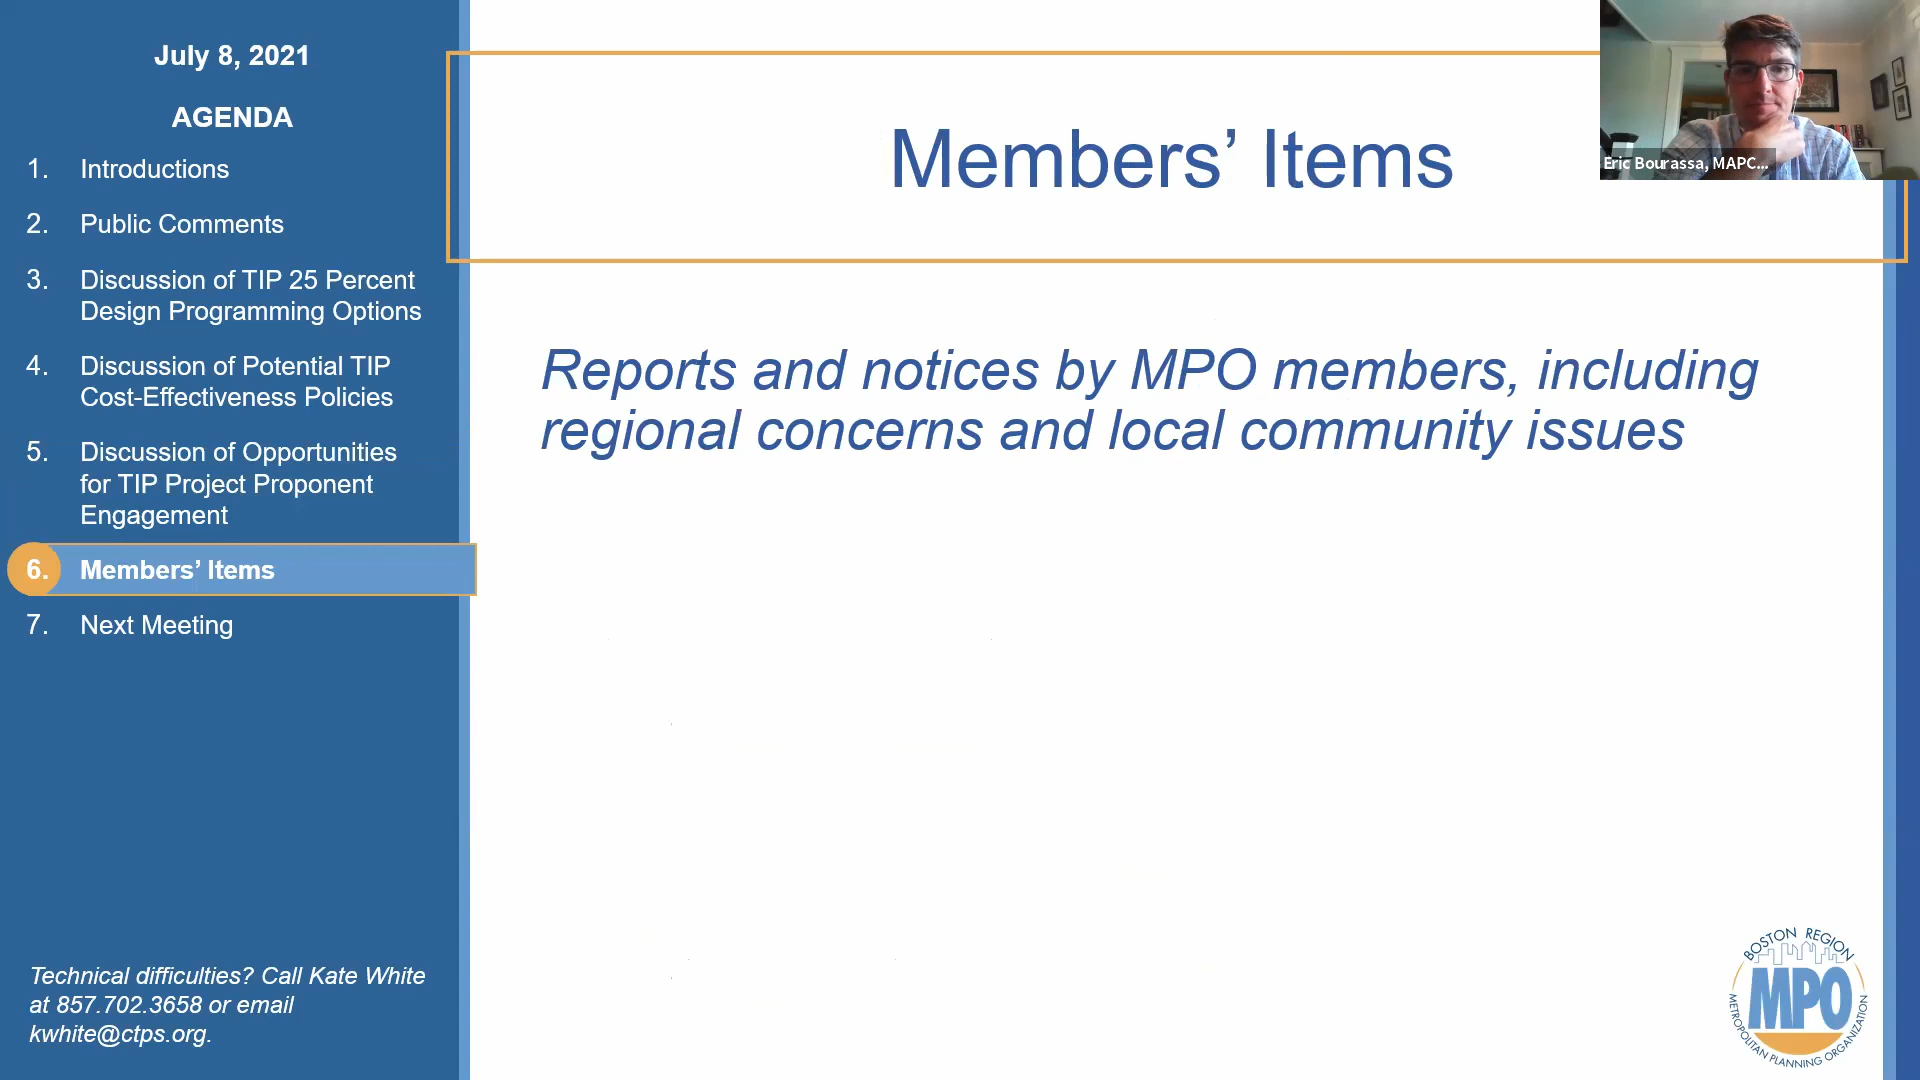 July 8, 2021
AGENDA
1. Introductions
2. Public Comments
3. Discussion of TIP 25 Percent
Design Programming Options
4. Discussion of Potential TIP
Cost-Effectiveness Policies
5. Discussion of Opportunities
for TIP Project Proponent
Engagement
6. Members’ Items
7. Next Meeting
Technical difficulties? Call Kate White
at 857.702.3658 or email
kwhite@ctps.org.
Members’ Items
Reports and notices by MPO members, including
regional concerns and local community issues
Eric Bourassa, MAPC...
BOSTON REGION
MPO
METROPOLITAN PLANNING ORGANIZATION